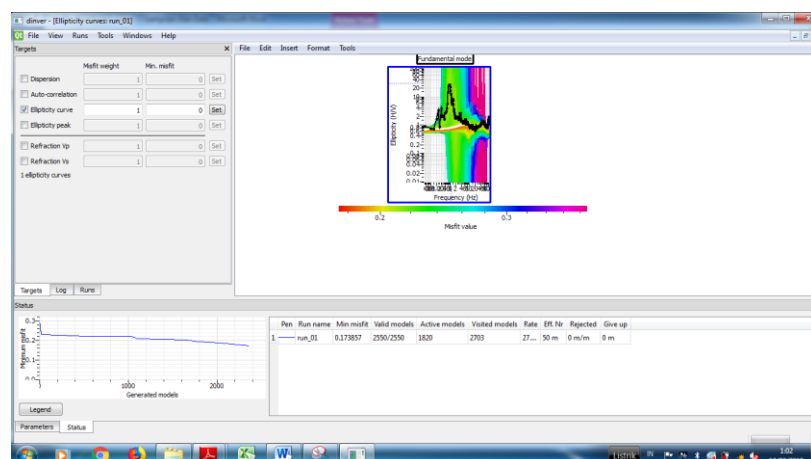 dinver - [Ellipticity curves: run_01]
File View Runs Tools Windows Help
Targets
Misfit weight Min. misfit
Dispersion 1 0 Set
Auto-correlation 1 0 Set
Ellipticity curve 1 0 Set
Ellipticity peak 1 0 Set
Refraction Vp 1 0 Set
Refraction Vs 1 0 Set
1 ellipticity curves
Targets Log Runs
File Edit Insert Format Tools
Fundamental mode
Ellipticity (H/V)
Frequency (Hz)
0.2 0.3
Misfit value
Status
Minimum misfit
1000 2000
Generated models
Legend
Pen Run name Min misfit Valid models Active models Visited models Rate Eff. Nr Rejected Give up
1 run_01 0.173857 2550/2550 1820 2703 27... 50 m 0 m/m 0 m
Parameters Status
Listrik
1:02